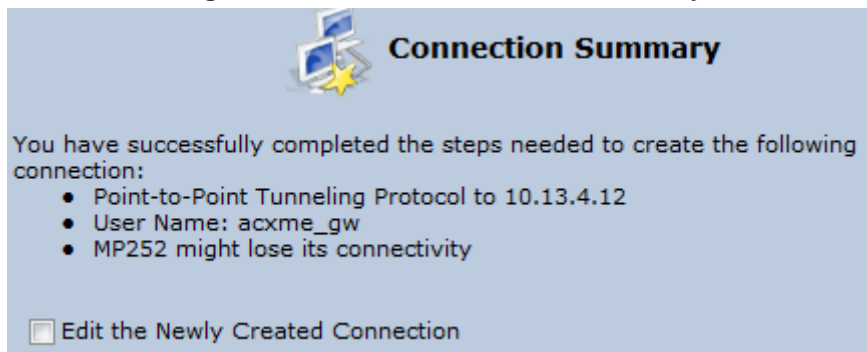 Connection Summary
You have successfully completed the steps needed to create the following
connection:
● Point-to-Point Tunneling Protocol to 10.13.4.12
● User Name: acxme_gw
● MP252 might lose its connectivity
Edit the Newly Created Connection